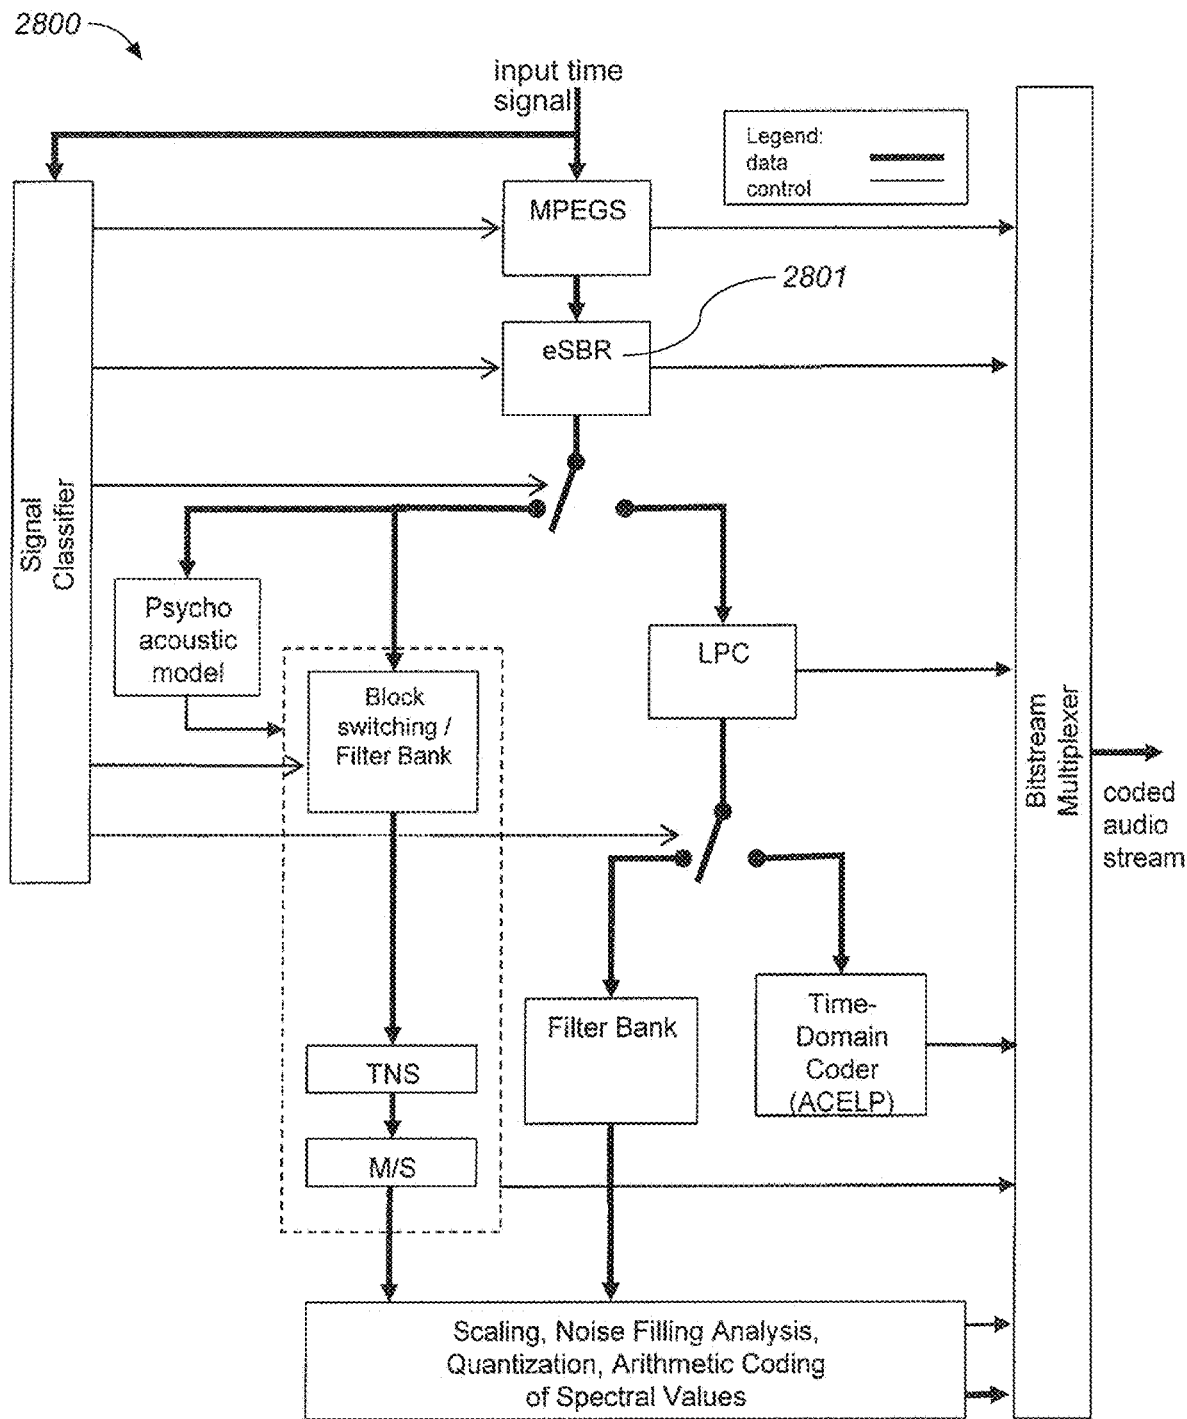 2800
input time
signal
Legend:
data
control
MPEGS
2801
eSBR
Signal
Classifier
Psycho
acoustic
model
LPC
Block
switching /
Filter Bank
Bitstream
Multiplexer
coded
audio
stream
Filter Bank
Time-
Domain
Coder
(ACELP)
TNS
M/S
Scaling, Noise Filling Analysis,
Quantization, Arithmetic Coding
of Spectral Values